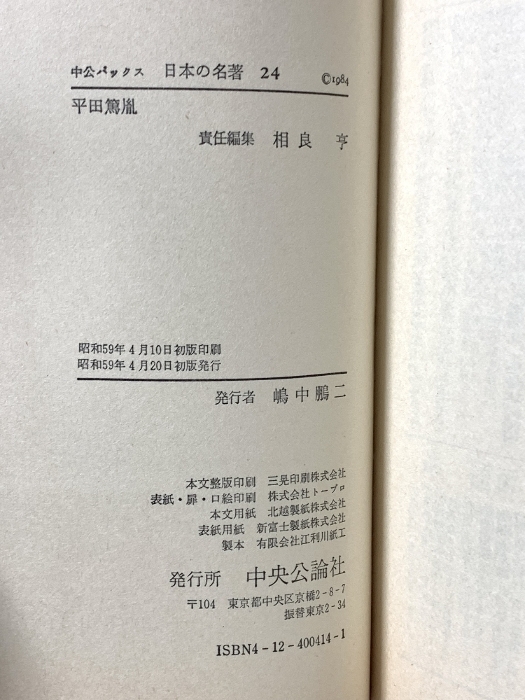 中公バックス 日本の名著 24 ©1984
平田篤胤
責任編集 相良 亨
昭和59年4月10日初版印刷
昭和59年4月20日初版発行
発行者 嶋中鵬二
本文整版印刷 三晃印刷株式会社
表紙・扉・口絵印刷 株式会社トープロ
本文用紙 北越製紙株式会社
表紙用紙 新富士製紙株式会社
製本 有限会社江利川紙工
発行所 中央公論社
〒104 東京都中央区京橋2-8-7
振替東京2-34
ISBN4-12-400414-1